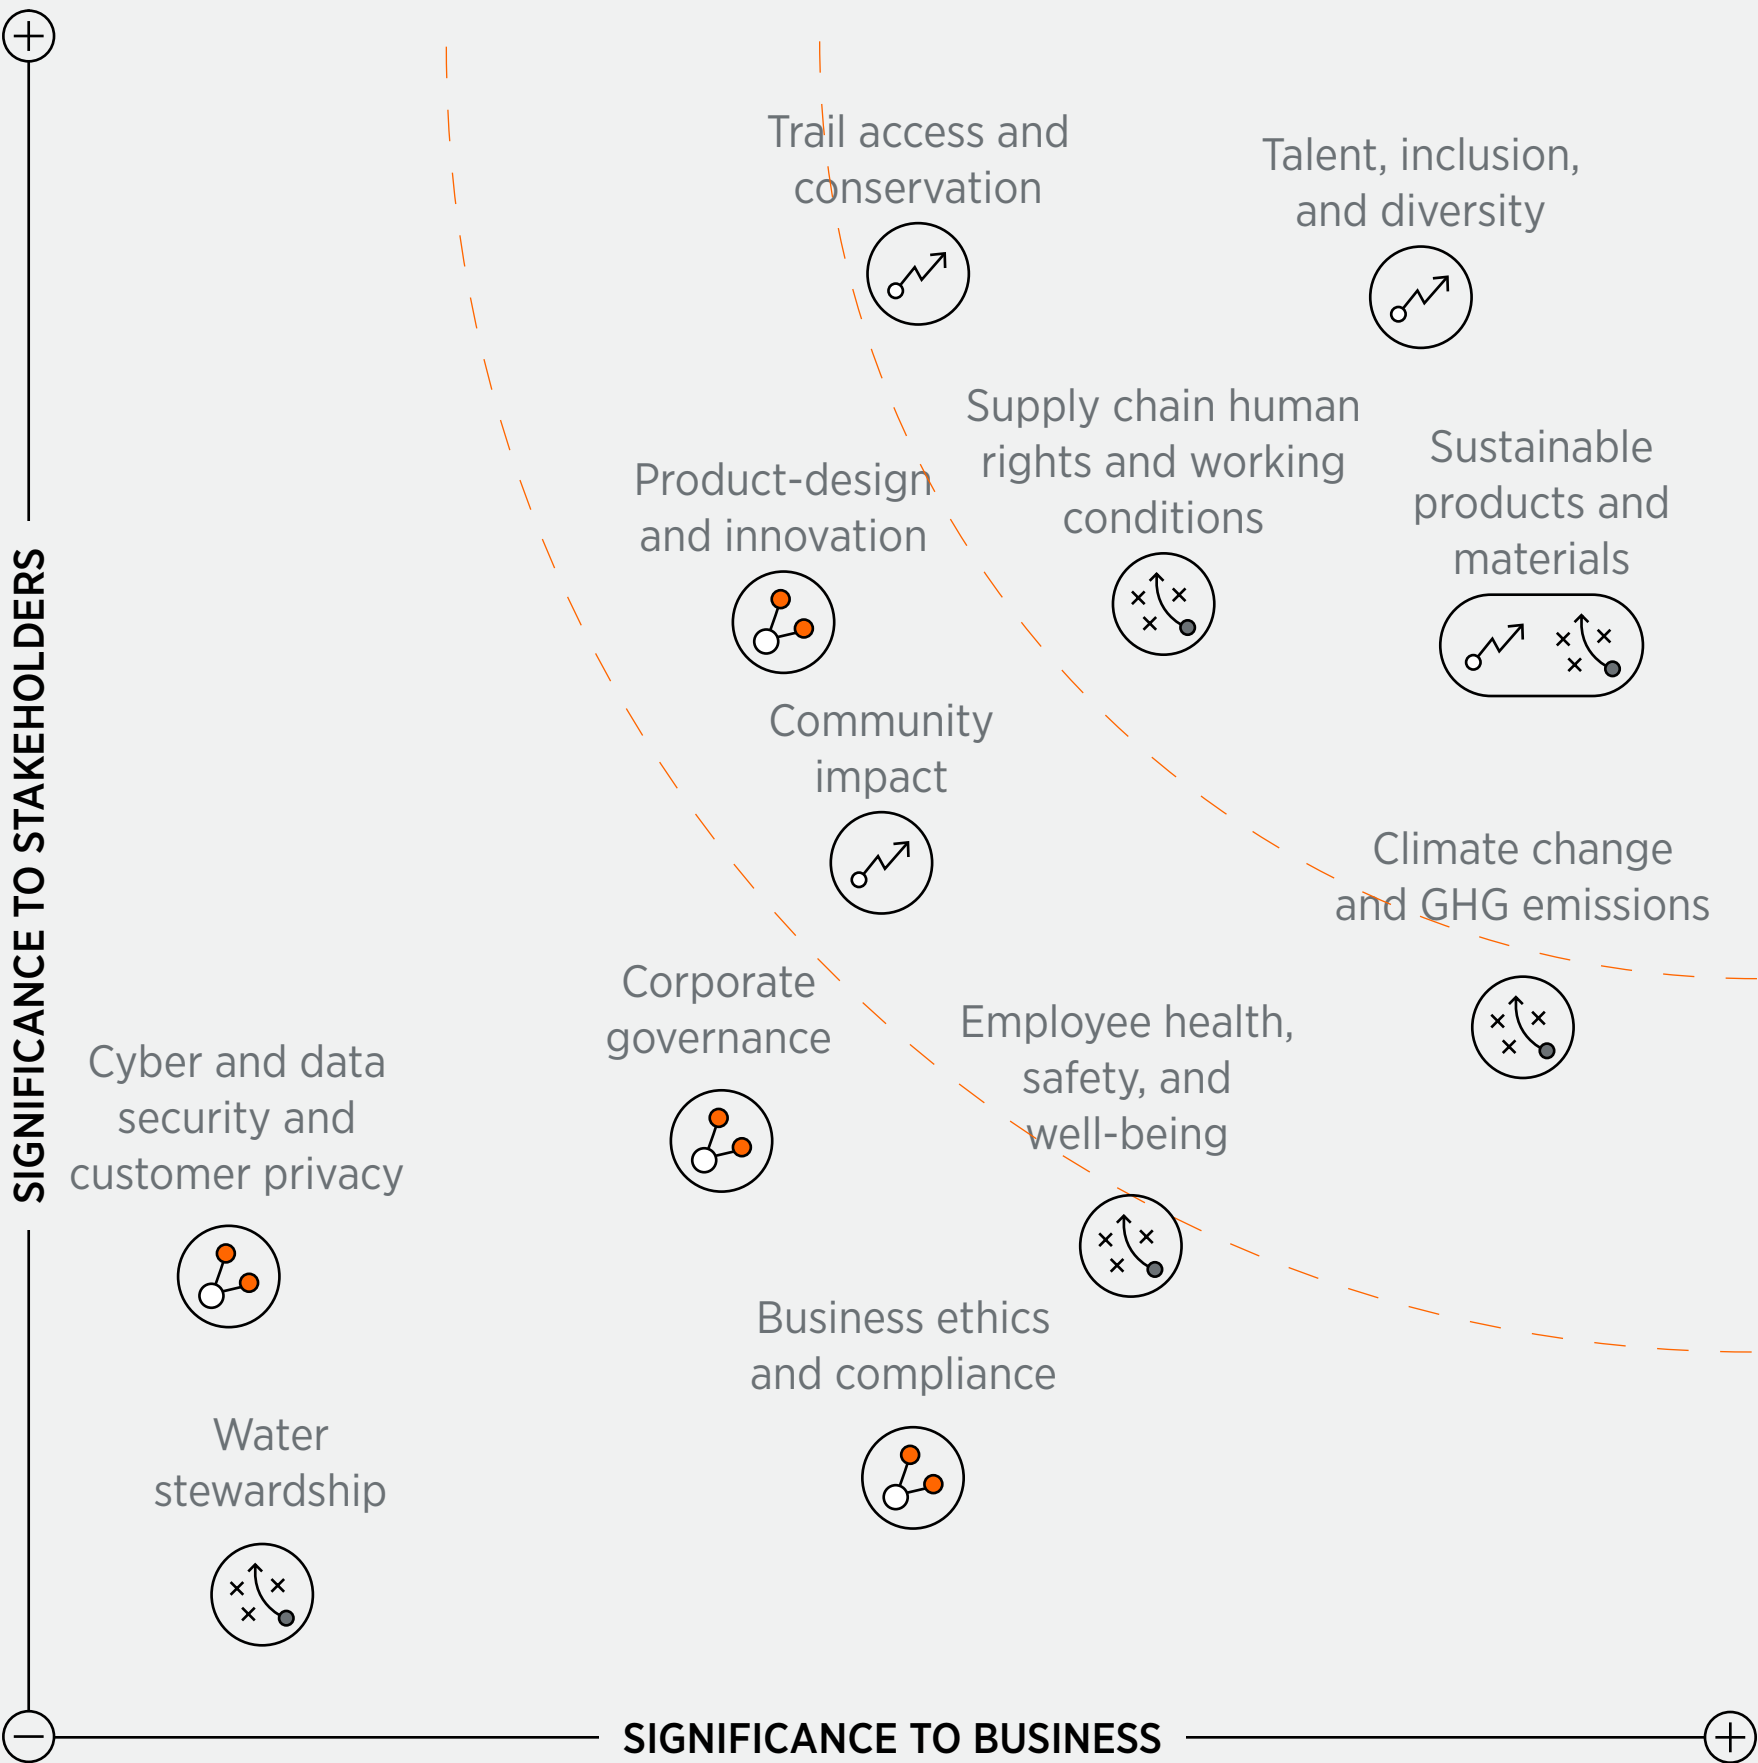 Trail access and
conservation
Talent, inclusion,
and diversity
Supply chain human
rights and working
conditions
Sustainable
products and
materials
Product-design
and innovation
Community
impact
Climate change
and GHG emissions
Corporate
governance
Employee health,
safety, and
well-being
Cyber and data
security and
customer privacy
Business ethics
and compliance
Water
stewardship
SIGNIFICANCE TO STAKEHOLDERS
SIGNIFICANCE TO BUSINESS